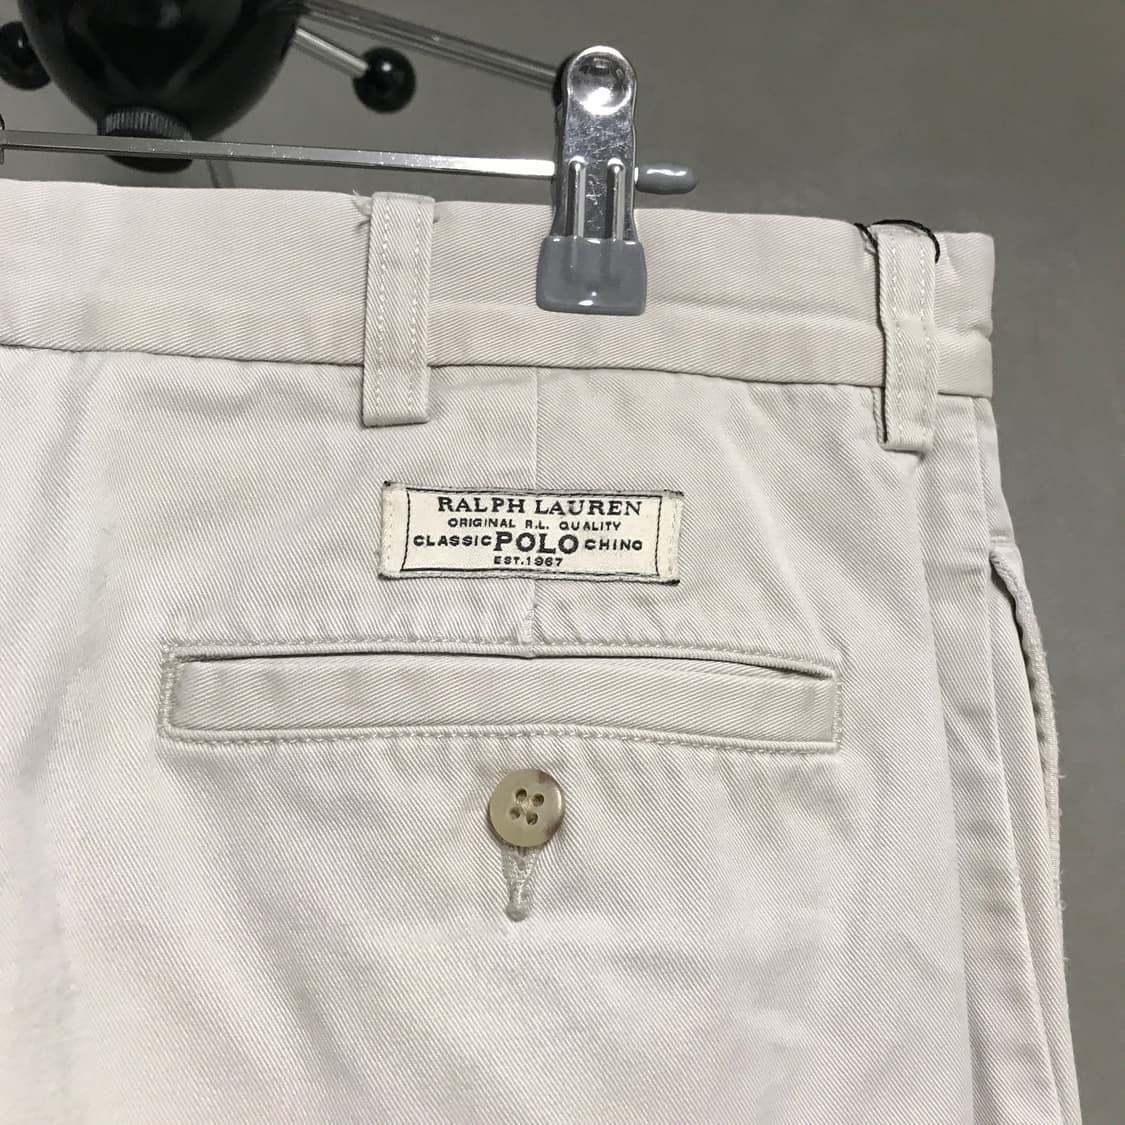 RALPH LAUREN
ORIGINAL R.L. QUALITY
CLASSIC POLO CHINO
EST.1967